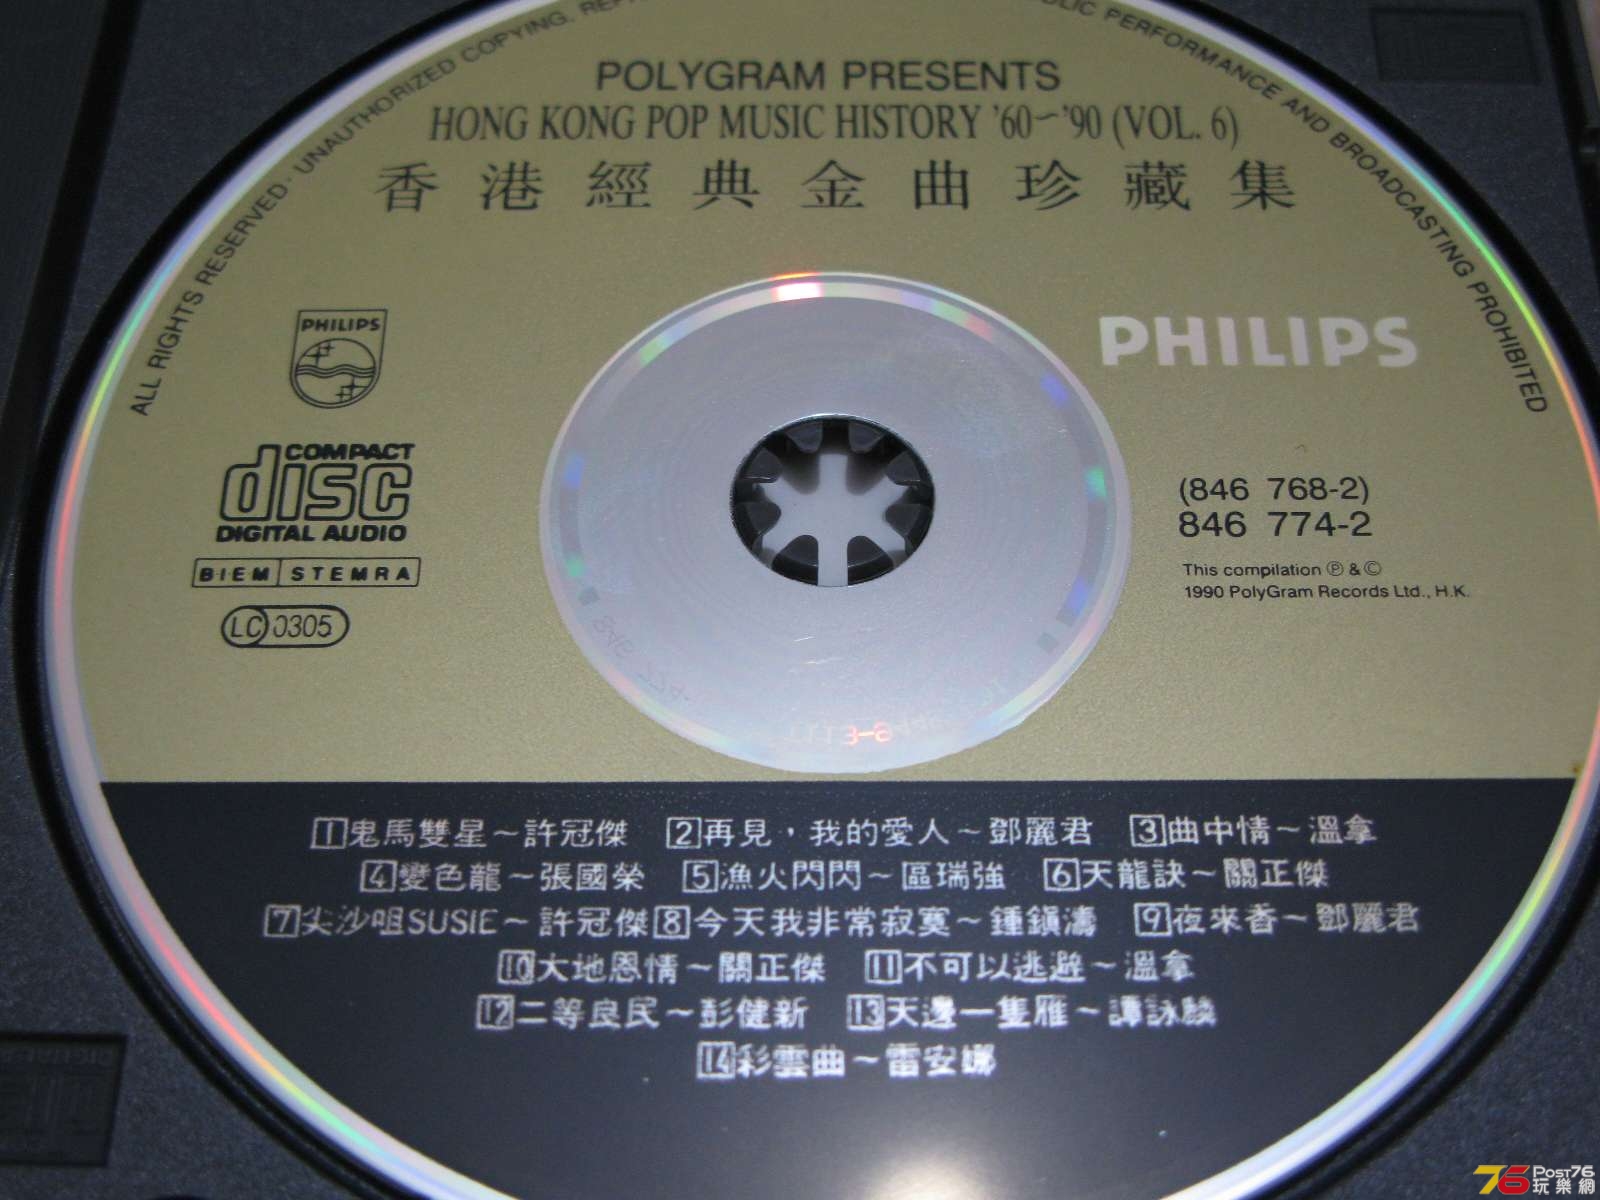 POLYGRAM PRESENTS
HONG KONG POP MUSIC HISTORY '60~'90 (VOL. 6)
香港經典金曲珍藏集
ALL RIGHTS RESERVED · UNAUTHORIZED COPYING,
PERFORMANCE AND BROADCASTING PROHIBITED
PHILIPS
PHILIPS
COMPACT
disc
DIGITAL AUDIO
BIEM STEMRA
LC 0305
(846 768-2)
846 774-2
This compilation Ⓟ & ©
1990 PolyGram Records Ltd., H.K.
1鬼馬雙星~許冠傑 2再見，我的愛人~鄧麗君 3曲中情~溫拿
4變色龍~張國榮 5漁火閃閃~區瑞強 6天龍訣~關正傑
7尖沙咀SUSIE~許冠傑 8今天我非常寂寞~鍾鎮濤 9夜來香~鄧麗君
10大地恩情~關正傑 11不可以逃避~溫拿
12二等良民~彭健新 13天邊一隻雁~譚詠麟
14彩雲曲~雷安娜
76 Post76
玩樂網